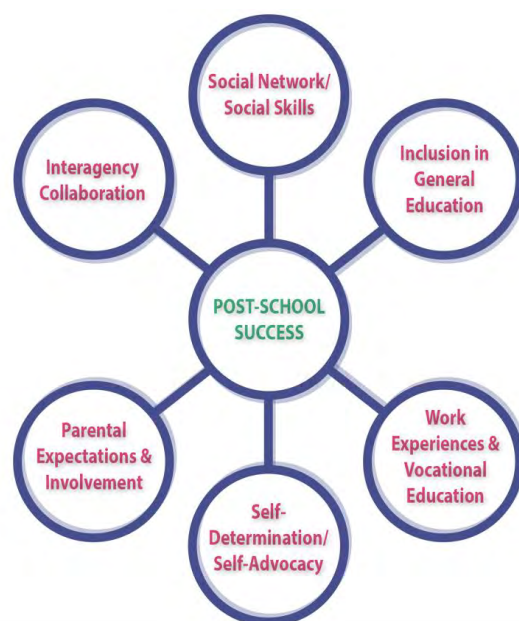 Social Network/
Social Skills
Interagency
Collaboration
Inclusion in
General
Education
POST-SCHOOL
SUCCESS
Parental
Expectations &
Involvement
Work
Experiences &
Vocational
Education
Self-
Determination/
Self-Advocacy